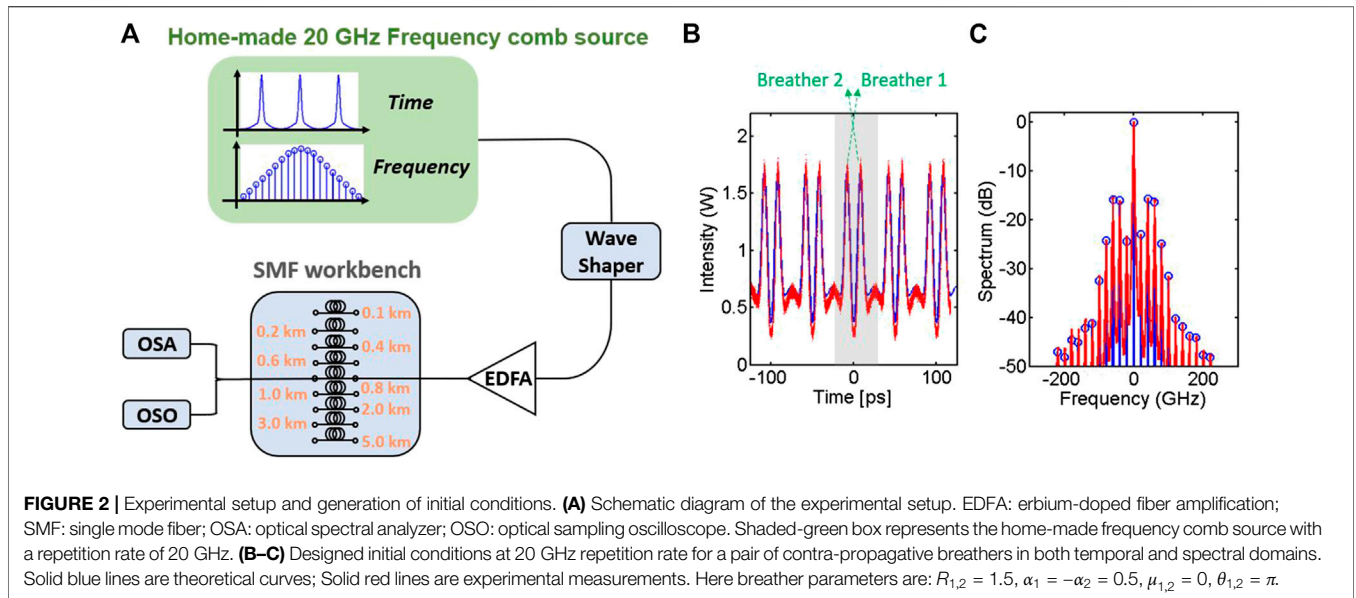 A
Home-made 20 GHz Frequency comb source
Time
Frequency
Wave
Shaper
SMF workbench
0.1 km
0.2 km
0.4 km
0.6 km
0.8 km
1.0 km
2.0 km
3.0 km
5.0 km
OSA
OSO
EDFA
B
Breather 2
Breather 1
Intensity (W)
2
1.5
1
0.5
0
-100
0
100
Time [ps]
C
Spectrum (dB)
0
-10
-20
-30
-40
-50
-200
0
200
Frequency (GHz)
FIGURE 2 | Experimental setup and generation of initial conditions. (A) Schematic diagram of the experimental setup. EDFA: erbium-doped fiber amplification;
SMF: single mode fiber; OSA: optical spectral analyzer; OSO: optical sampling oscilloscope. Shaded-green box represents the home-made frequency comb source with
a repetition rate of 20 GHz. (B–C) Designed initial conditions at 20 GHz repetition rate for a pair of contra-propagative breathers in both temporal and spectral domains.
Solid blue lines are theoretical curves; Solid red lines are experimental measurements. Here breather parameters are: R1,2 = 1.5, α1 = −α2 = 0.5, μ1,2 = 0, θ1,2 = π.